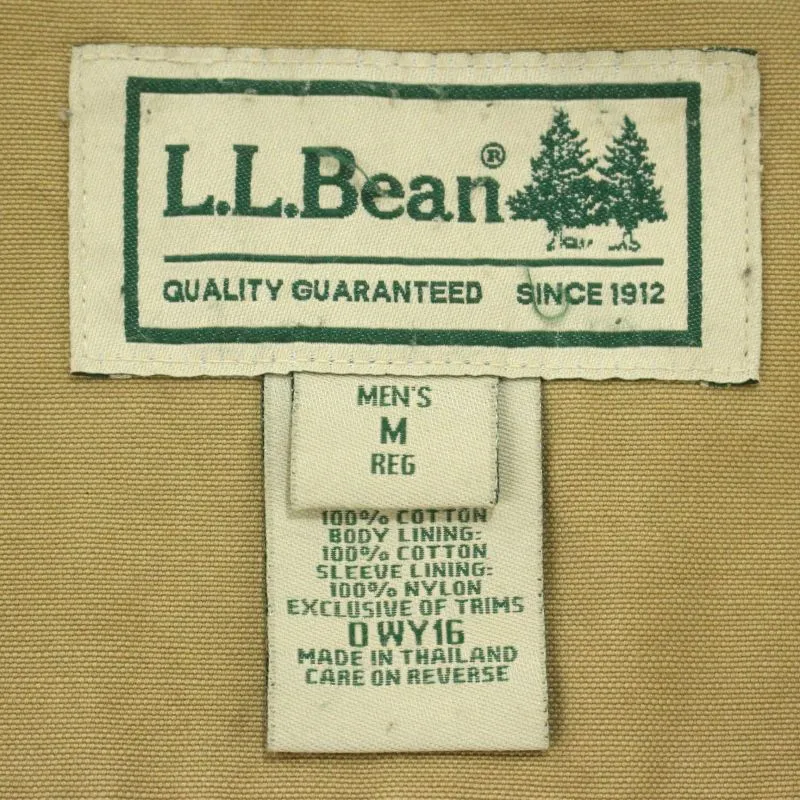 L.L.Bean®
QUALITY GUARANTEED SINCE 1912
MEN'S
M
REG
100% COTTON
BODY LINING:
100% COTTON
SLEEVE LINING:
100% NYLON
EXCLUSIVE OF TRIMS
0 WY16
MADE IN THAILAND
CARE ON REVERSE